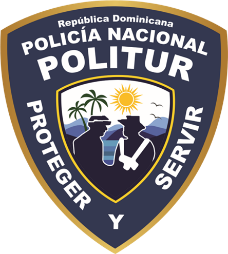 República Dominicana
POLICÍA NACIONAL
POLITUR
PROTEGER
Y
SERVIR